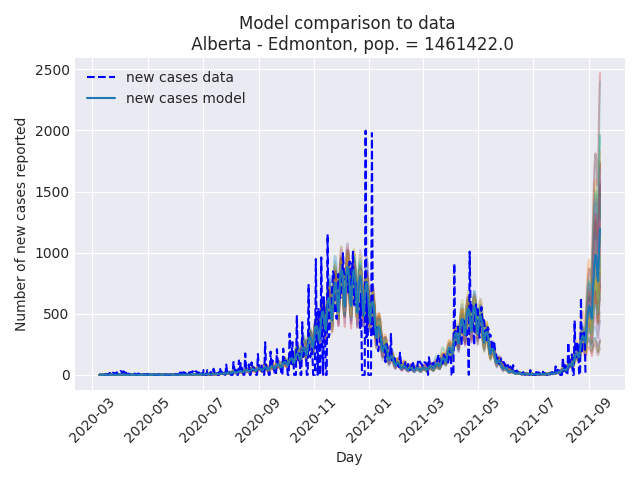 Model comparison to data
Alberta - Edmonton, pop. = 1461422.0
new cases data
new cases model
Number of new cases reported
2500
2000
1500
1000
500
0
2020-03
2020-05
2020-07
2020-09
2020-11
2021-01
2021-03
2021-05
2021-07
2021-09
Day